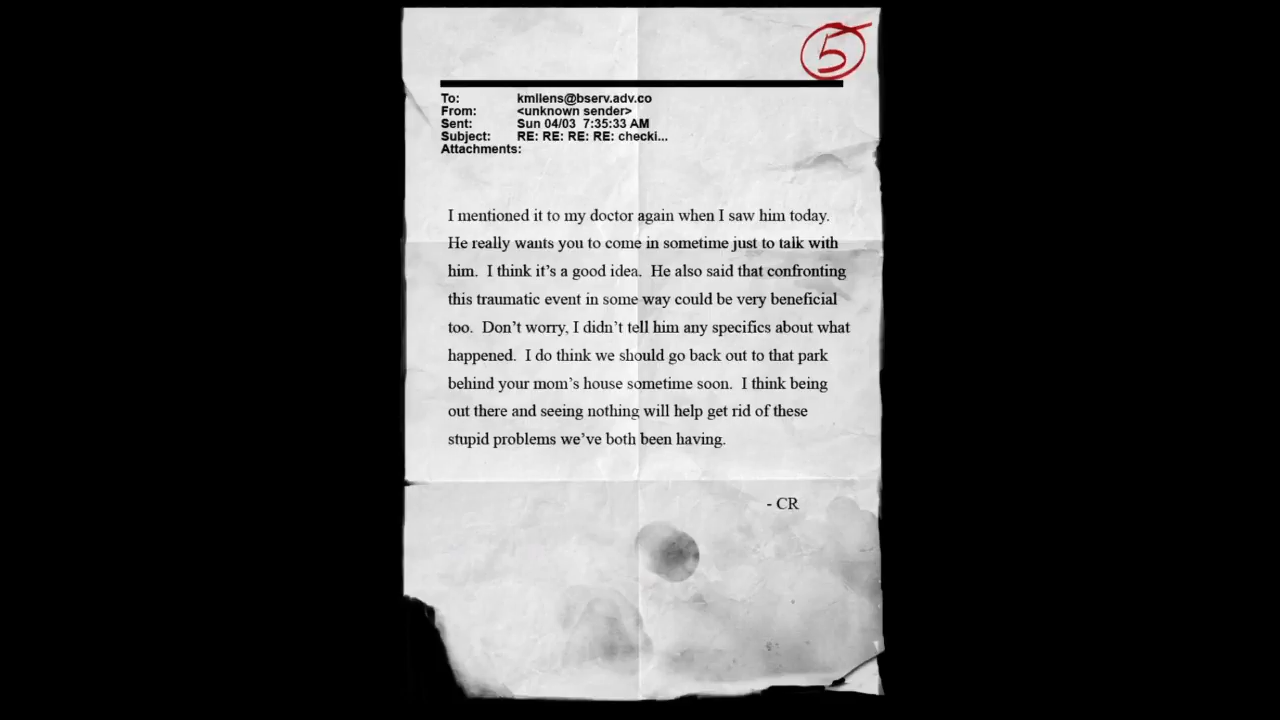 5
To: kmllens@bserv.adv.co
From: <unknown sender>
Sent: Sun 04/03 7:35:33 AM
Subject: RE: RE: RE: RE: checki...
Attachments:
I mentioned it to my doctor again when I saw him today.
He really wants you to come in sometime just to talk with
him. I think it’s a good idea. He also said that confronting
this traumatic event in some way could be very beneficial
too. Don’t worry, I didn’t tell him any specifics about what
happened. I do think we should go back out to that park
behind your mom’s house sometime soon. I think being
out there and seeing nothing will help get rid of these
stupid problems we’ve both been having.
- CR